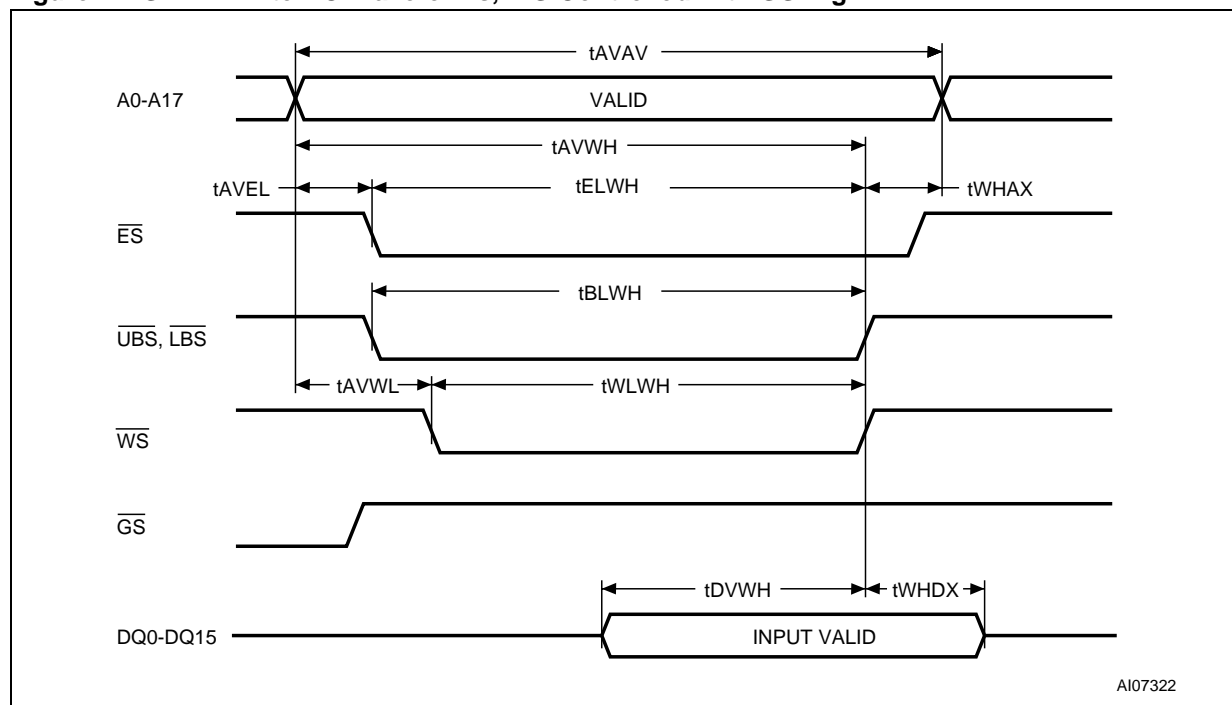 tAVAV
A0-A17
VALID
tAVWH
tAVEL
tELWH
tWHAX
ES
tBLWH
UBS, LBS
tAVWL
tWLWH
WS
GS
tDVWH
tWHDX
DQ0-DQ15
INPUT VALID
AI07322